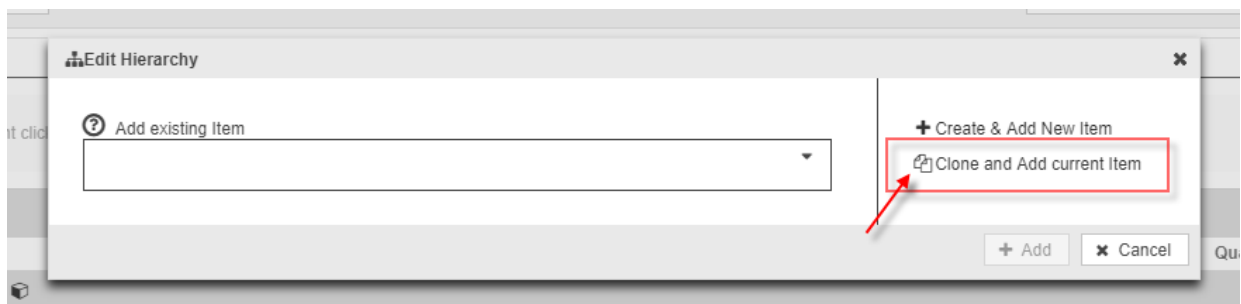 Edit Hierarchy
Add existing Item
+ Create & Add New Item
Clone and Add current Item
+ Add
Cancel